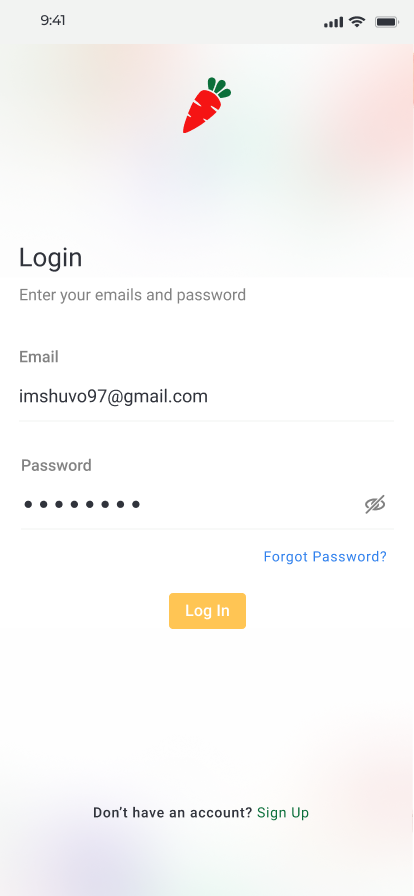 9:41
Login
Enter your emails and password
Email
imshuvo97@gmail.com
Password
Forgot Password?
Log In
Don't have an account? Sign Up